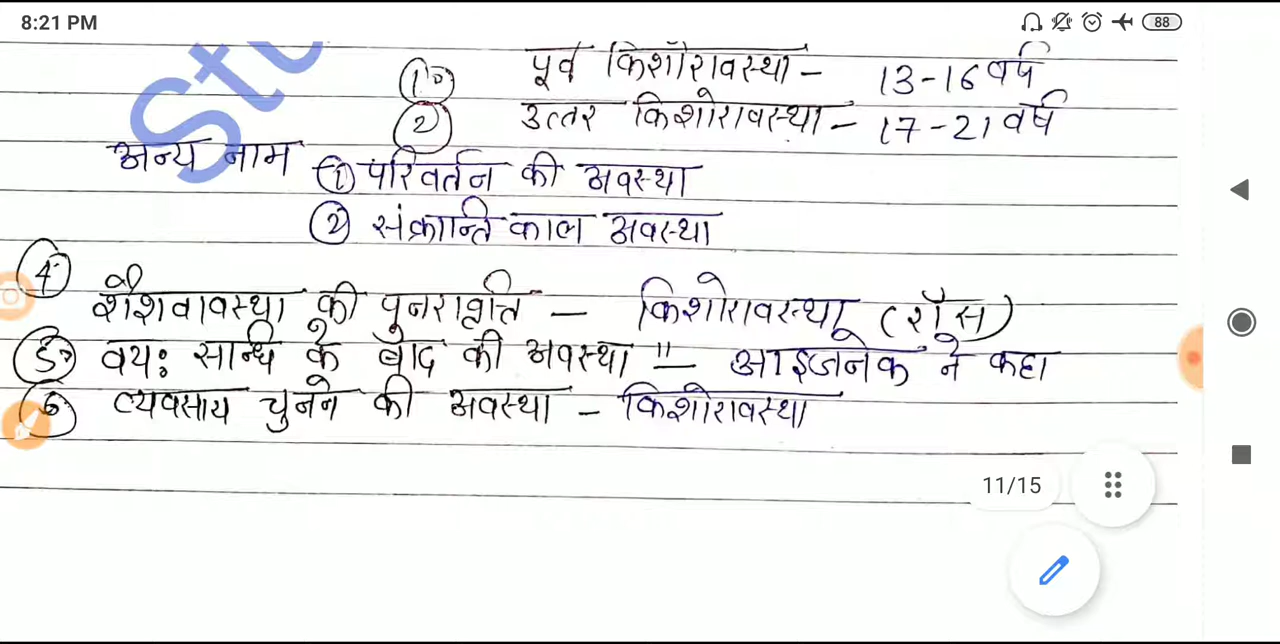 8:21 PM 88
Stu
① पूर्व किशोरावस्था - 13-16 वर्ष
② उत्तर किशोरावस्था - 17-21 वर्ष
अन्य नाम ① परिवर्तन की अवस्था
② संक्रान्ति काल अवस्था
④ शैशवावस्था की पुनरावृत्ति - किशोरावस्था (रॉस)
⑤ वयः सन्धि के बाद की अवस्था " - आइजनेक ने कहा
⑥ व्यवसाय चुनने की अवस्था - किशोरावस्था
11/15